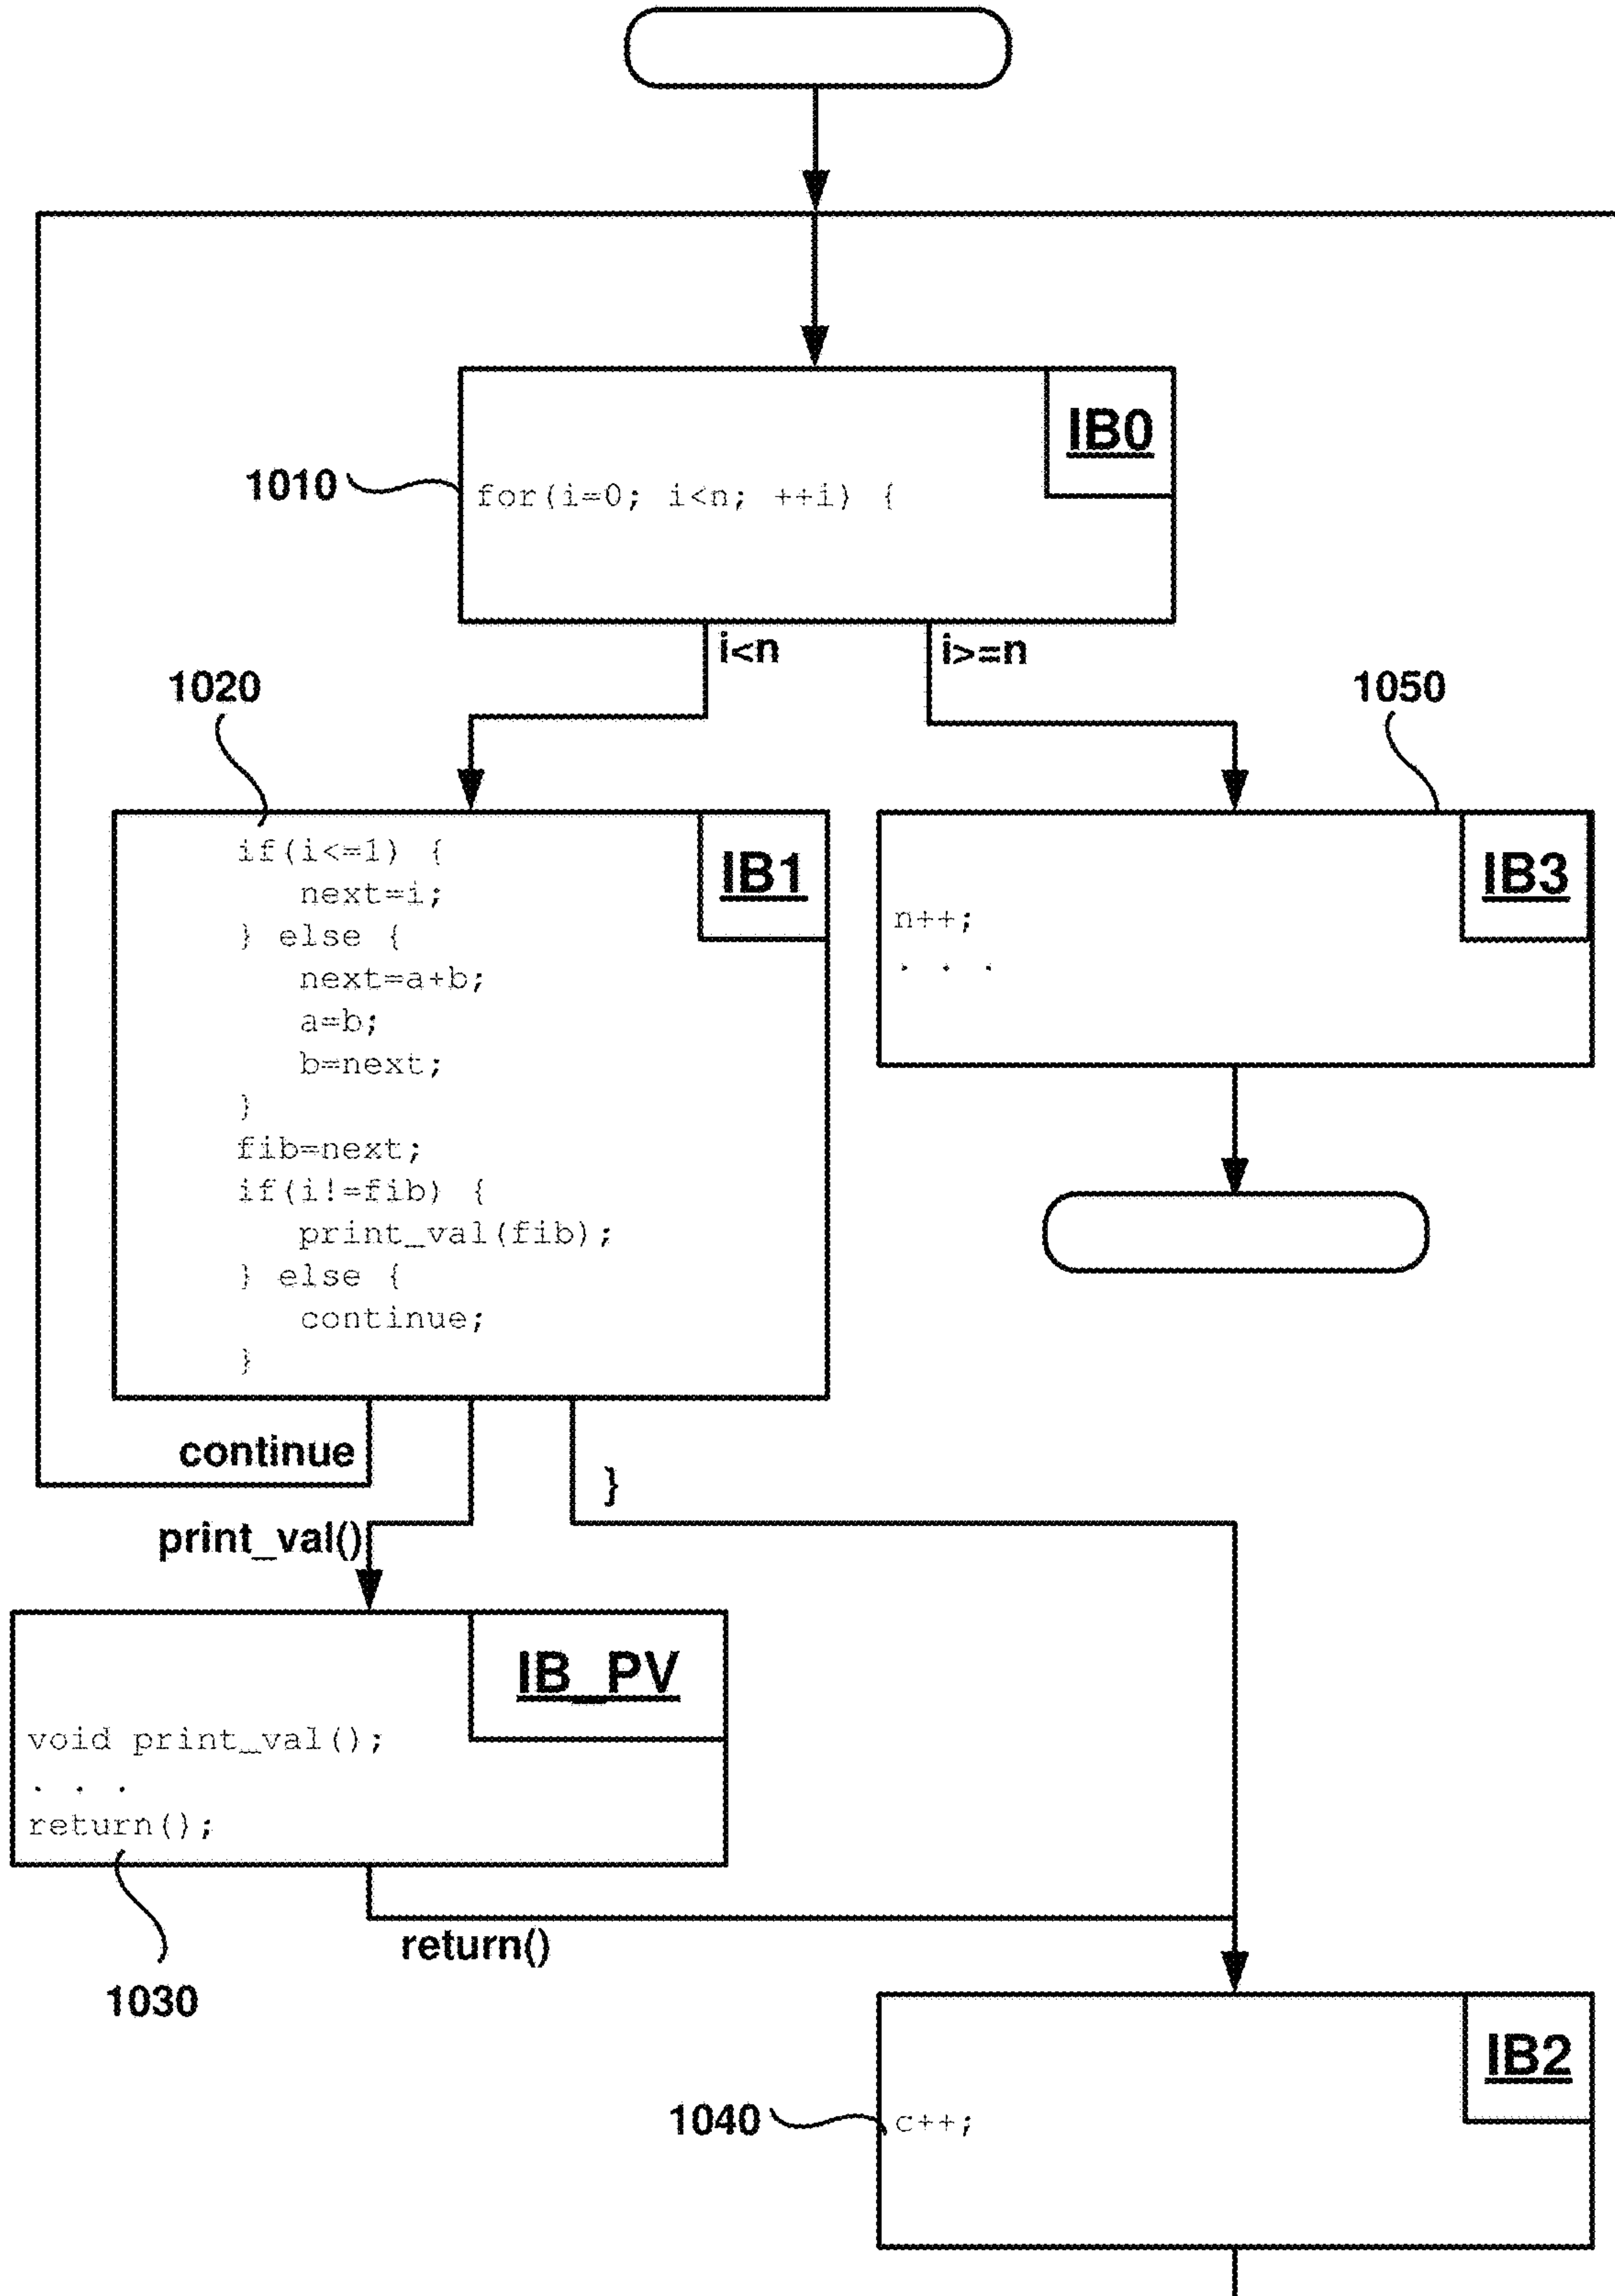 IB0
1010
for(i=0; i<n; ++i) {
i<n
i>=n
1020
1050
IB1
if(i<=1) {
next=i;
} else {
next=a+b;
a=b;
b=next;
}
fib=next;
if(i!=fib) {
print_val(fib);
} else {
continue;
}
IB3
n++;
. . .
continue
}
print_val()
IB_PV
void print_val();
. . .
return();
return()
1030
IB2
1040
c++;